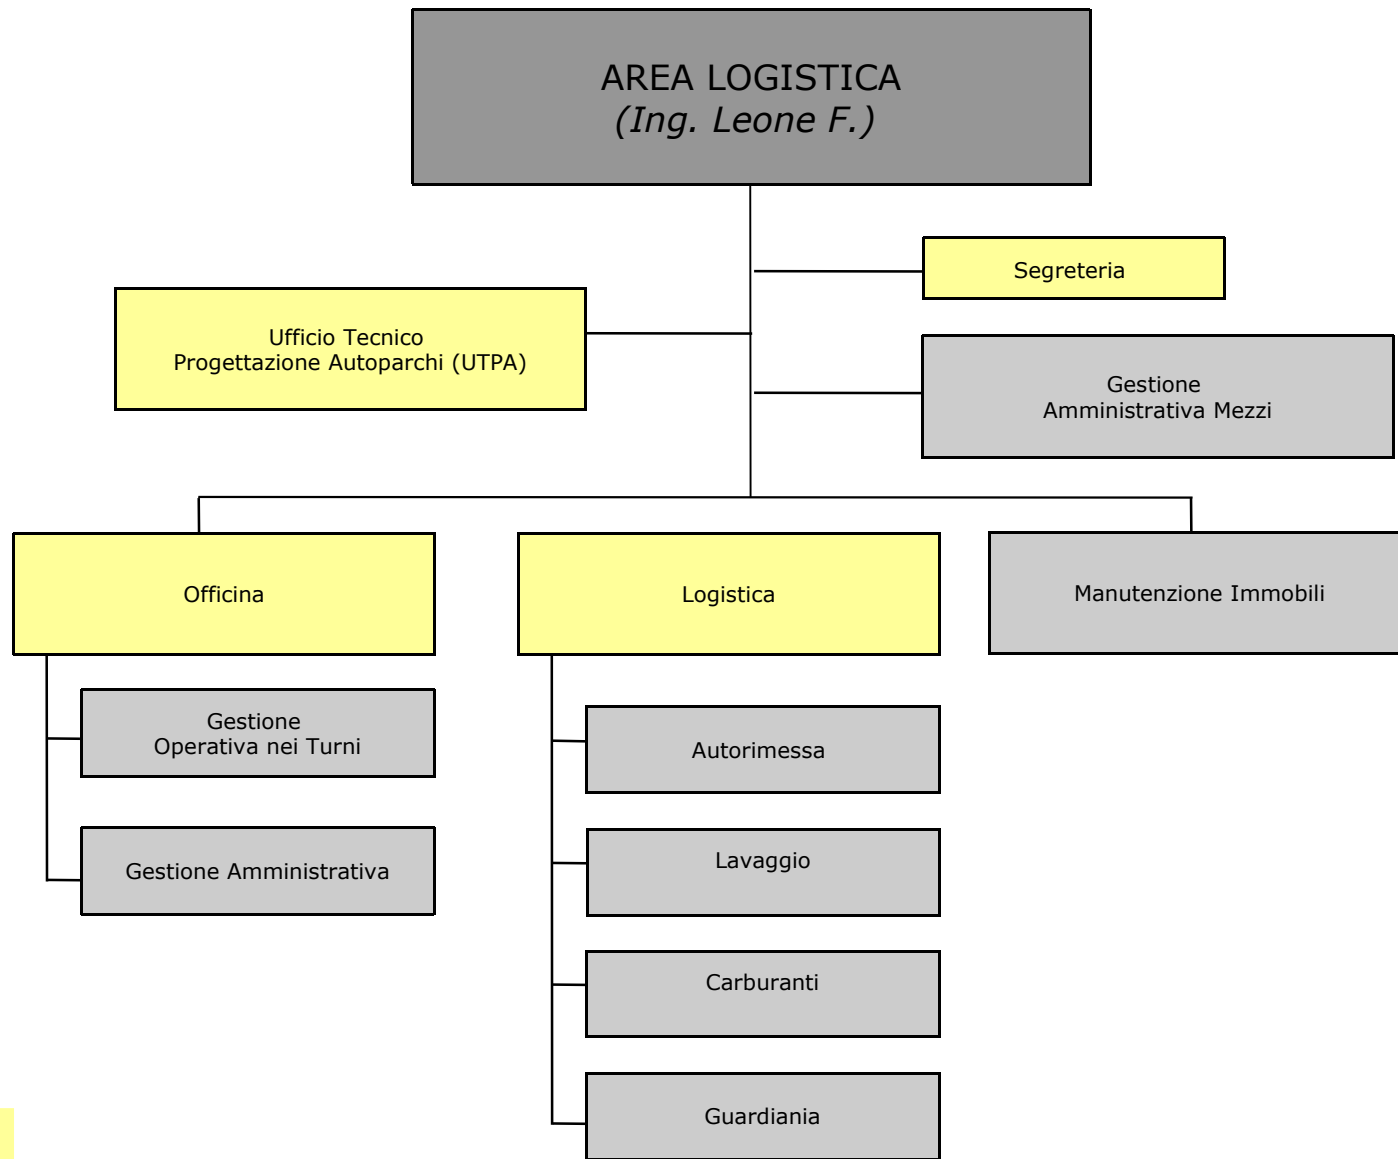 AREA LOGISTICA
(Ing. Leone F.)
Segreteria
Ufficio Tecnico
Progettazione Autoparchi (UTPA)
Gestione
Amministrativa Mezzi
Officina
Logistica
Manutenzione Immobili
Gestione
Operativa nei Turni
Autorimessa
Gestione Amministrativa
Lavaggio
Carburanti
Guardiania